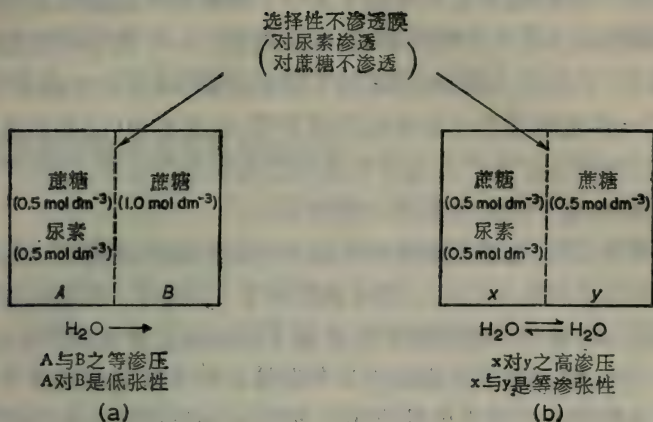 选择性不渗透膜
(对尿素渗透
对蔗糖不渗透)
蔗糖
(0.5 mol dm⁻³)
尿素
(0.5 mol dm⁻³)
A
蔗糖
(1.0 mol dm⁻³)
B
H₂O →
A与B之等渗压
A对B是低张性
(a)
蔗糖
(0.5 mol dm⁻³)
尿素
(0.5 mol dm⁻³)
x
蔗糖
(0.5 mol dm⁻³)
y
H₂O ⇌ H₂O
x对y之高渗压
x与y是等渗张性
(b)